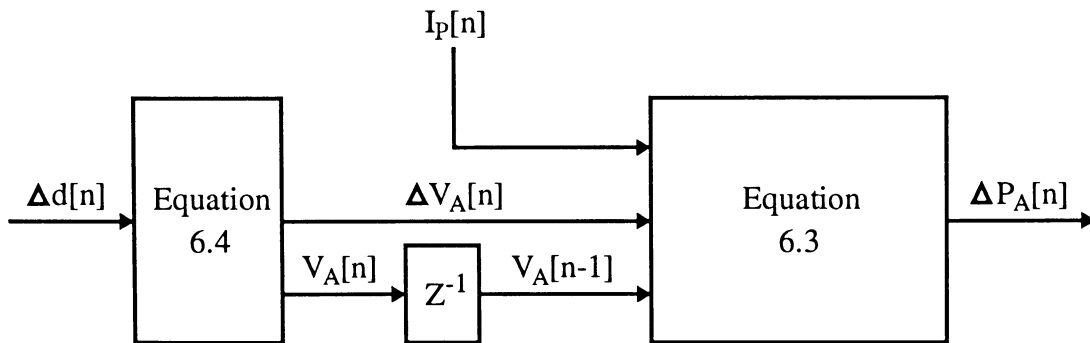 I_P[n]
Δd[n]
Equation
6.4
ΔV_A[n]
V_A[n]
Z^-1
V_A[n-1]
Equation
6.3
ΔP_A[n]